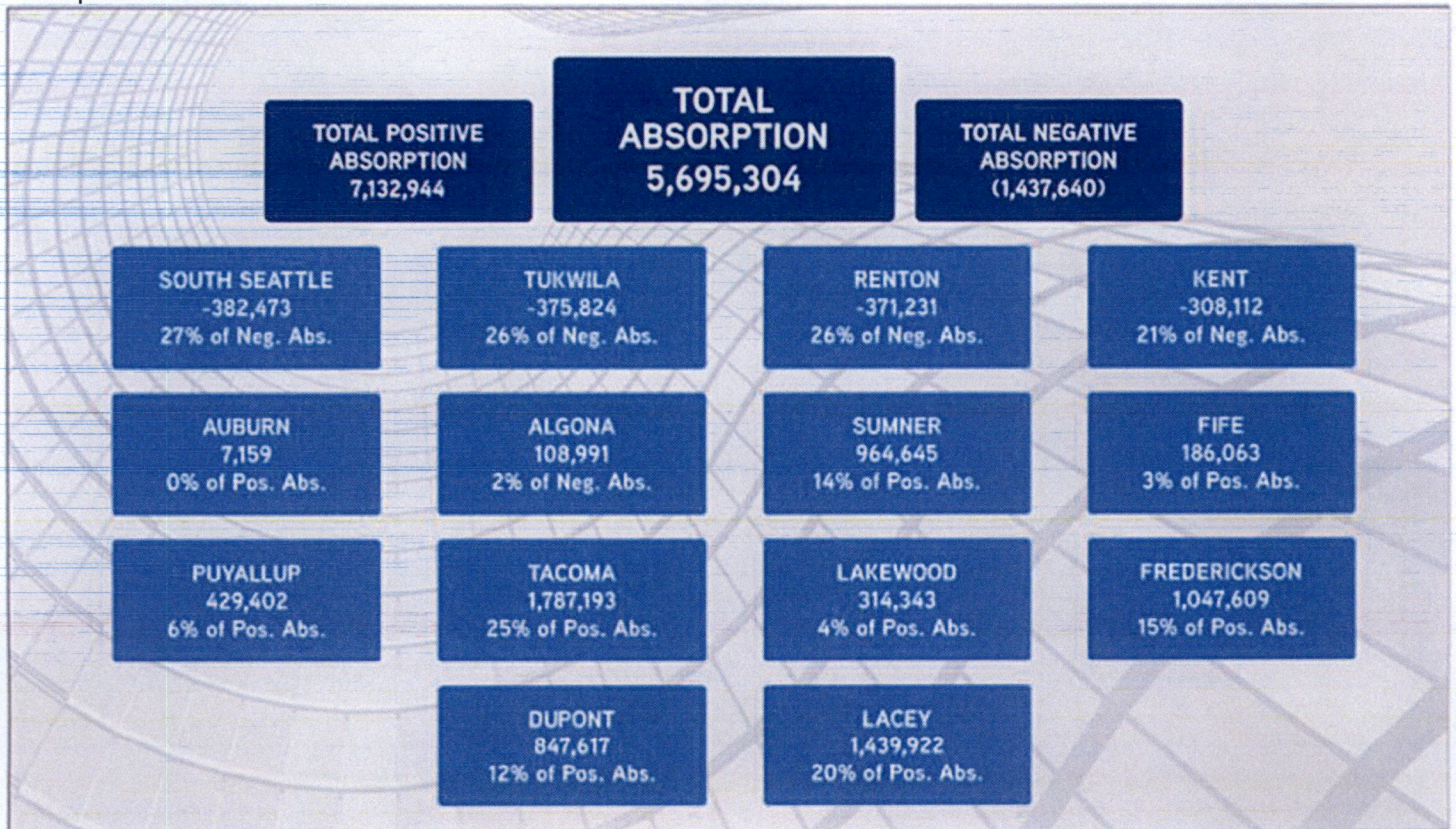 TOTAL POSITIVE
ABSORPTION
7,132,944
TOTAL
ABSORPTION
5,695,304
TOTAL NEGATIVE
ABSORPTION
(1,437,640)
SOUTH SEATTLE
-382,473
27% of Neg. Abs.
TUKWILA
-375,824
26% of Neg. Abs.
RENTON
-371,231
26% of Neg. Abs.
KENT
-308,112
21% of Neg. Abs.
AUBURN
7,159
0% of Pos. Abs.
ALGONA
108,991
2% of Neg. Abs.
SUMNER
964,645
14% of Pos. Abs.
FIFE
186,063
3% of Pos. Abs.
PUYALLUP
429,402
6% of Pos. Abs.
TACOMA
1,787,193
25% of Pos. Abs.
LAKEWOOD
314,343
4% of Pos. Abs.
FREDERICKSON
1,047,609
15% of Pos. Abs.
DUPONT
847,617
12% of Pos. Abs.
LACEY
1,439,922
20% of Pos. Abs.